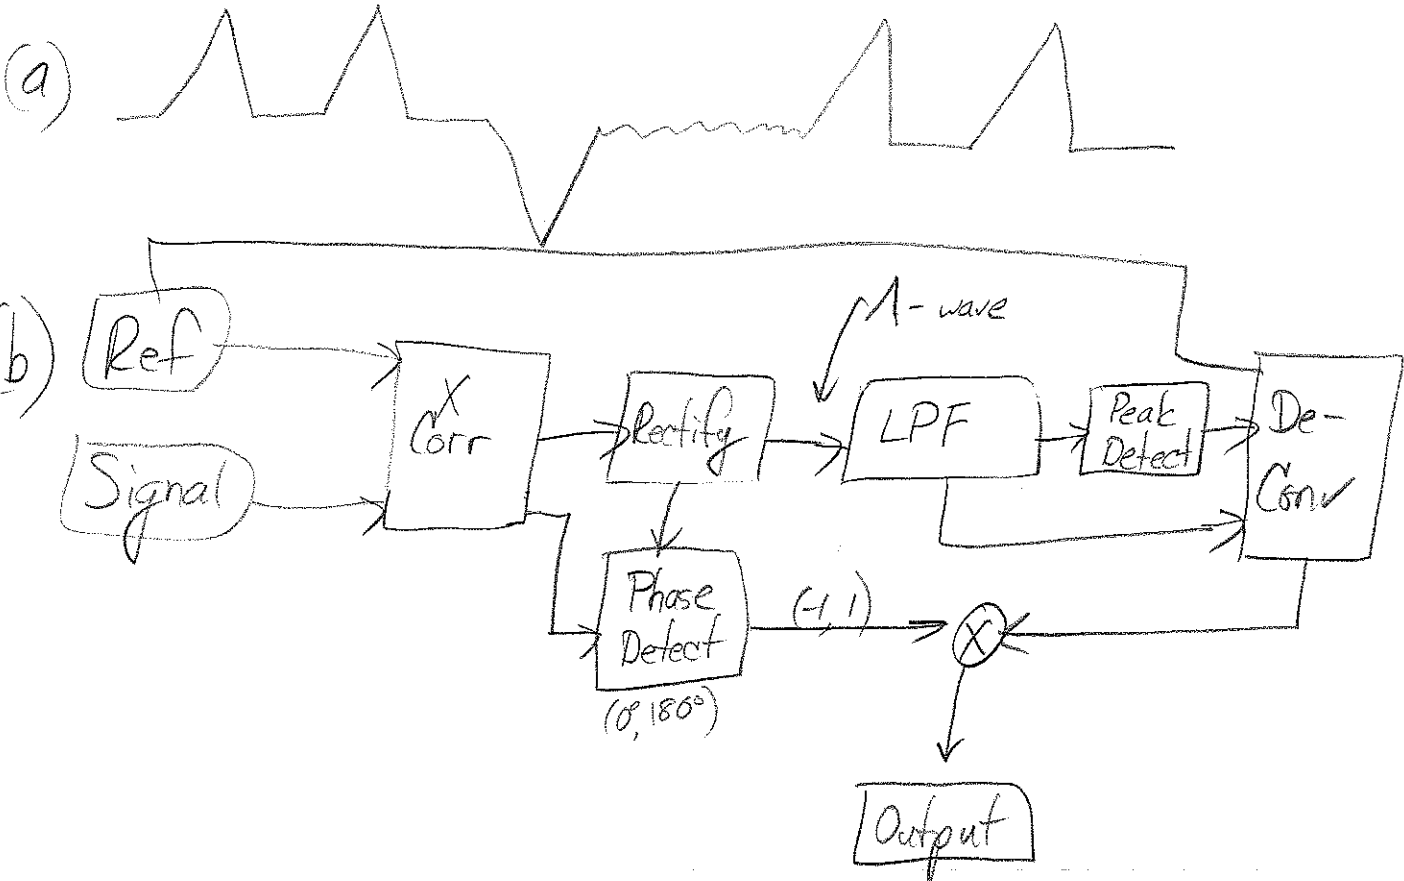 (a)
(b)
Ref
Signal
X
Corr
Rectify
M-wave
LPF
Peak
Detect
De-
Conv
Phase
Detect
(0°, 180°)
(-1, 1)
X
Output